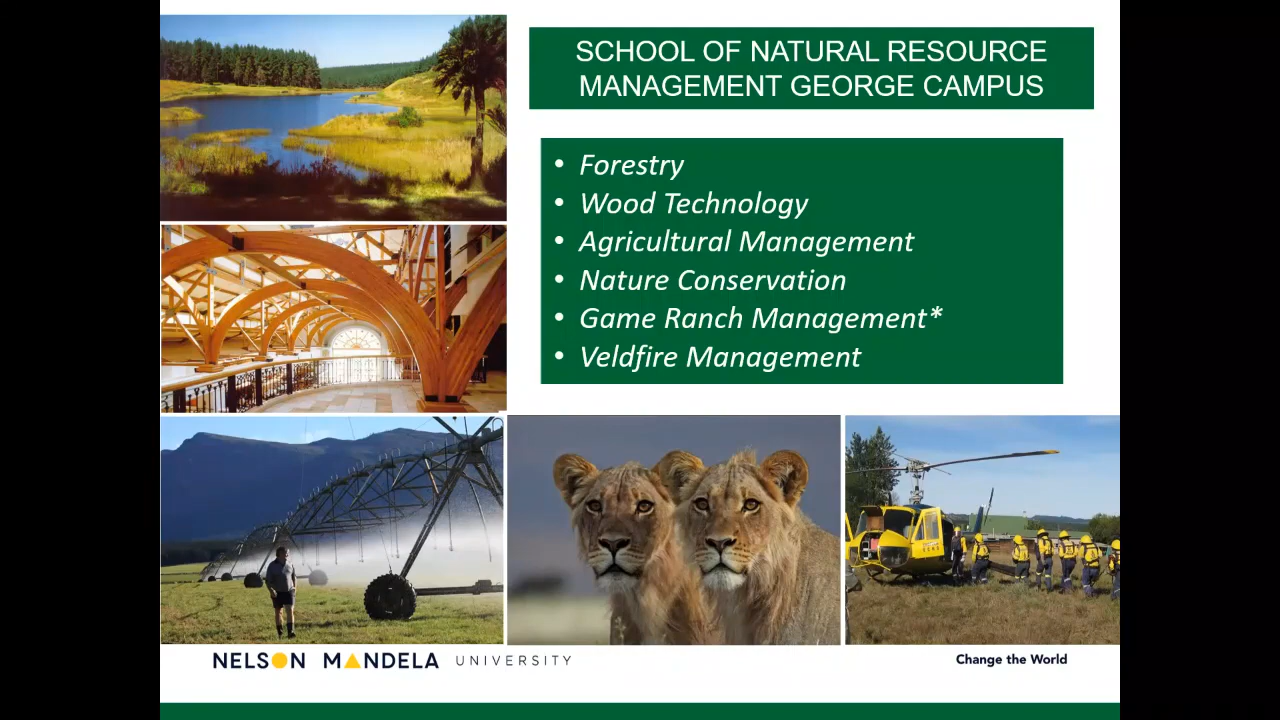 SCHOOL OF NATURAL RESOURCE
MANAGEMENT GEORGE CAMPUS
• Forestry
• Wood Technology
• Agricultural Management
• Nature Conservation
• Game Ranch Management*
• Veldfire Management
NELSON MANDELA UNIVERSITY
Change the World